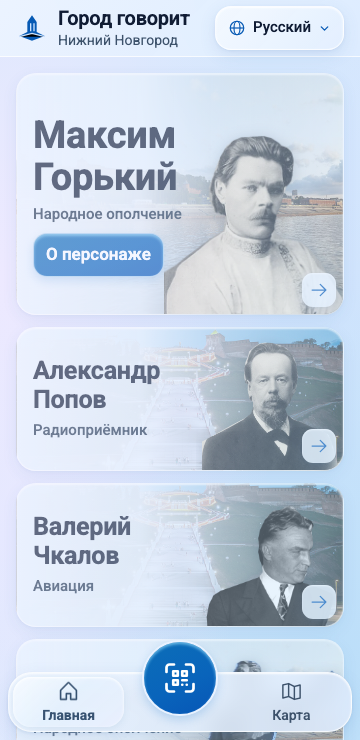 Город говорит
Нижний Новгород
Русский
Максим
Горький
Народное ополчение
О персонаже
Александр
Попов
Радиоприёмник
Валерий
Чкалов
Авиация
Главная
Карта